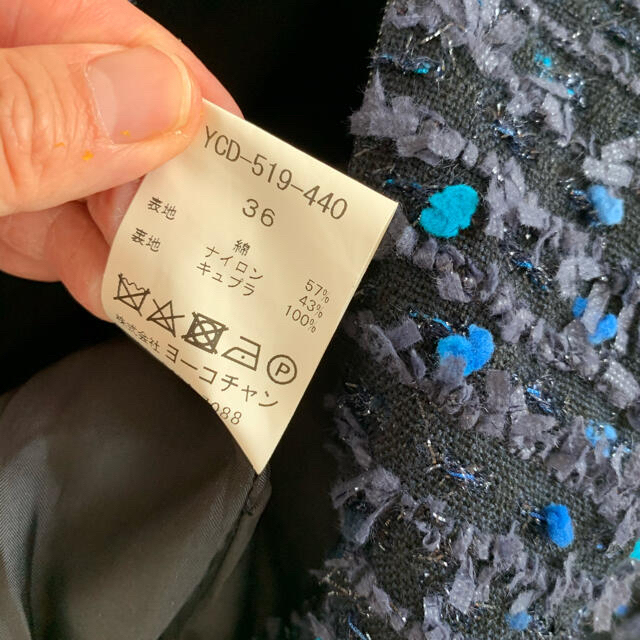 YCD-519-440
36
表地 綿 57%
ナイロン 43%
裏地 キュプラ 100%
P
株式会社 ヨーコチャン
088